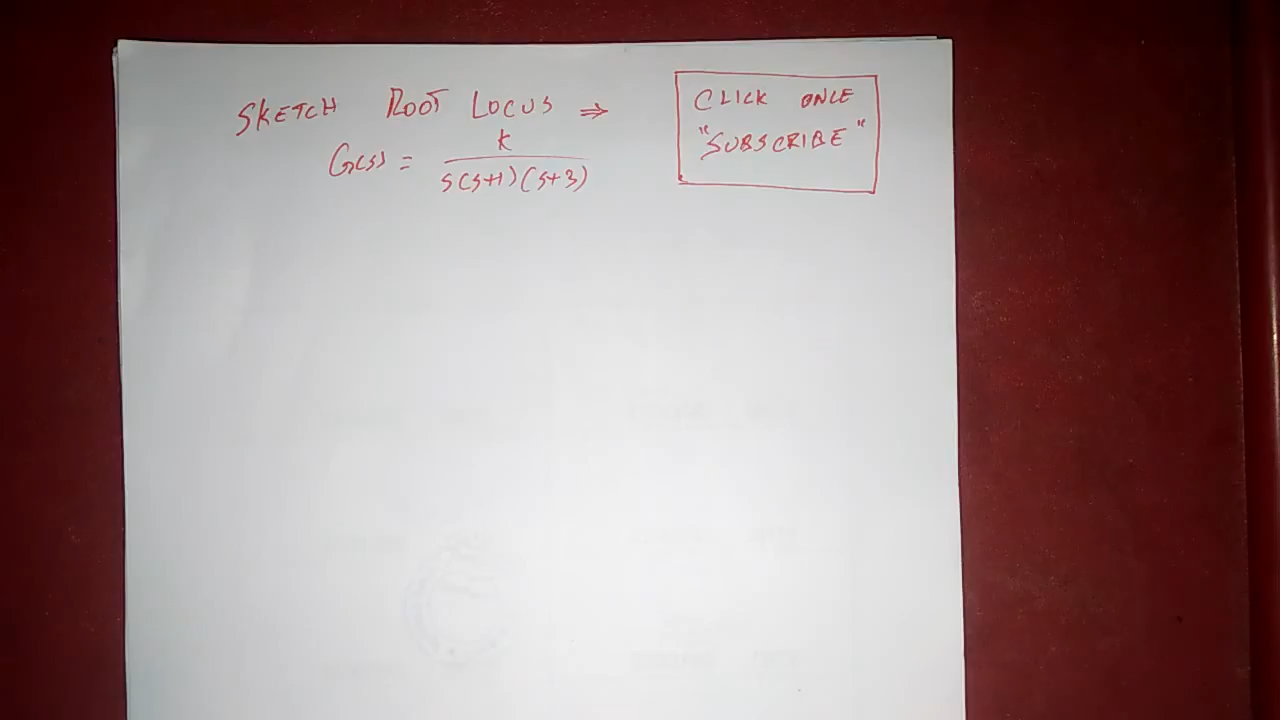 SKETCH ROOT LOCUS ⇒
G(s) = K / s(s+1)(s+3)
CLICK ONCE
"SUBSCRIBE"